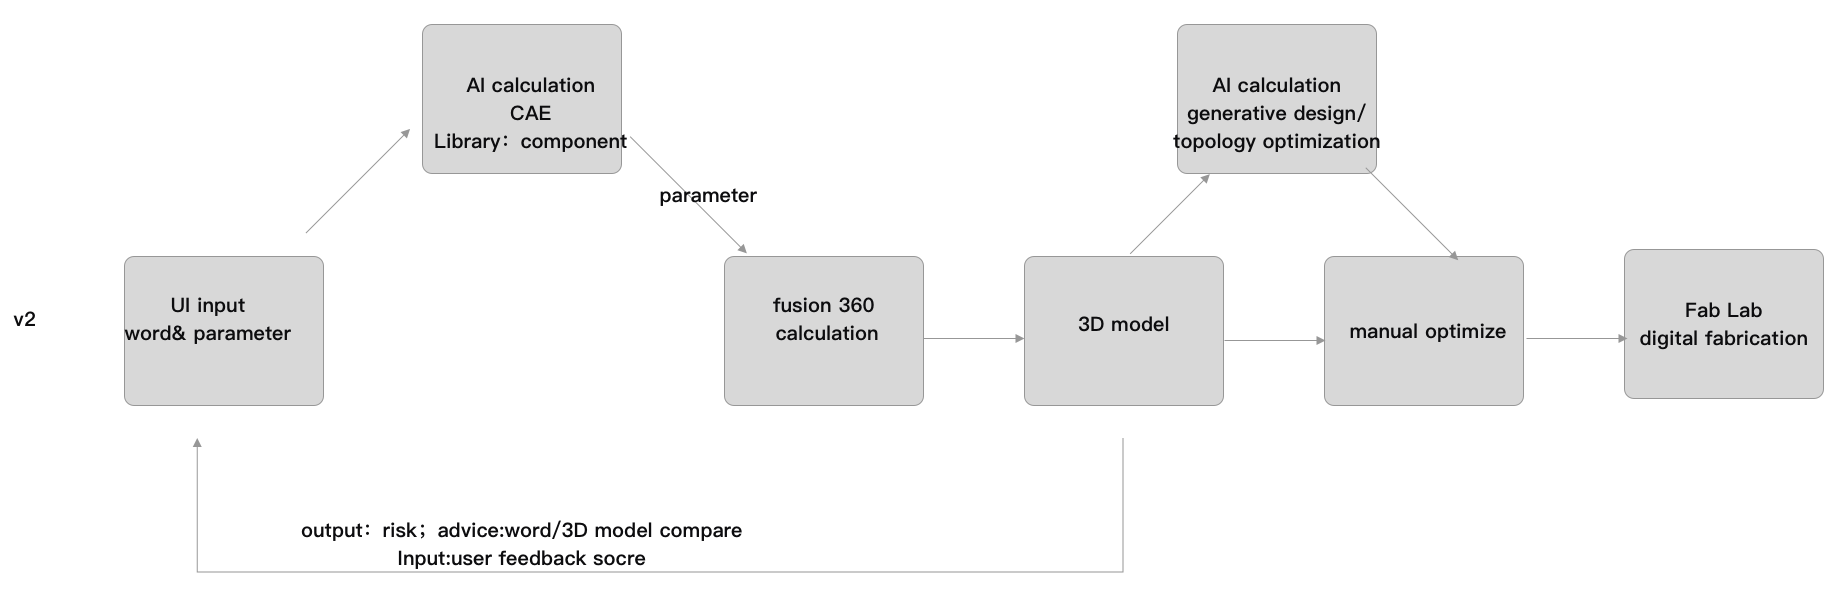 AI calculation
CAE
Library：component
AI calculation
generative design/
topology optimization
parameter
v2
UI input
word& parameter
fusion 360
calculation
3D model
manual optimize
Fab Lab
digital fabrication
output：risk；advice:word/3D model compare
Input:user feedback socre